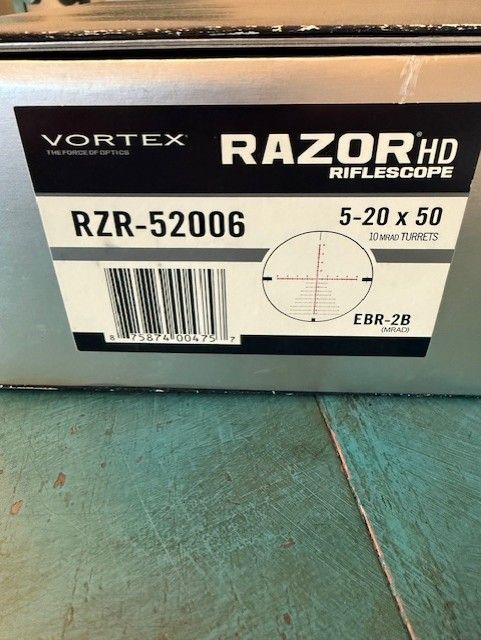 VORTEX
THE FORCE OF OPTICS
RAZOR HD
RIFLESCOPE
RZR-52006
5-20 x 50
10 MRAD TURRETS
EBR-2B
(MRAD)
8 75874 00475 7